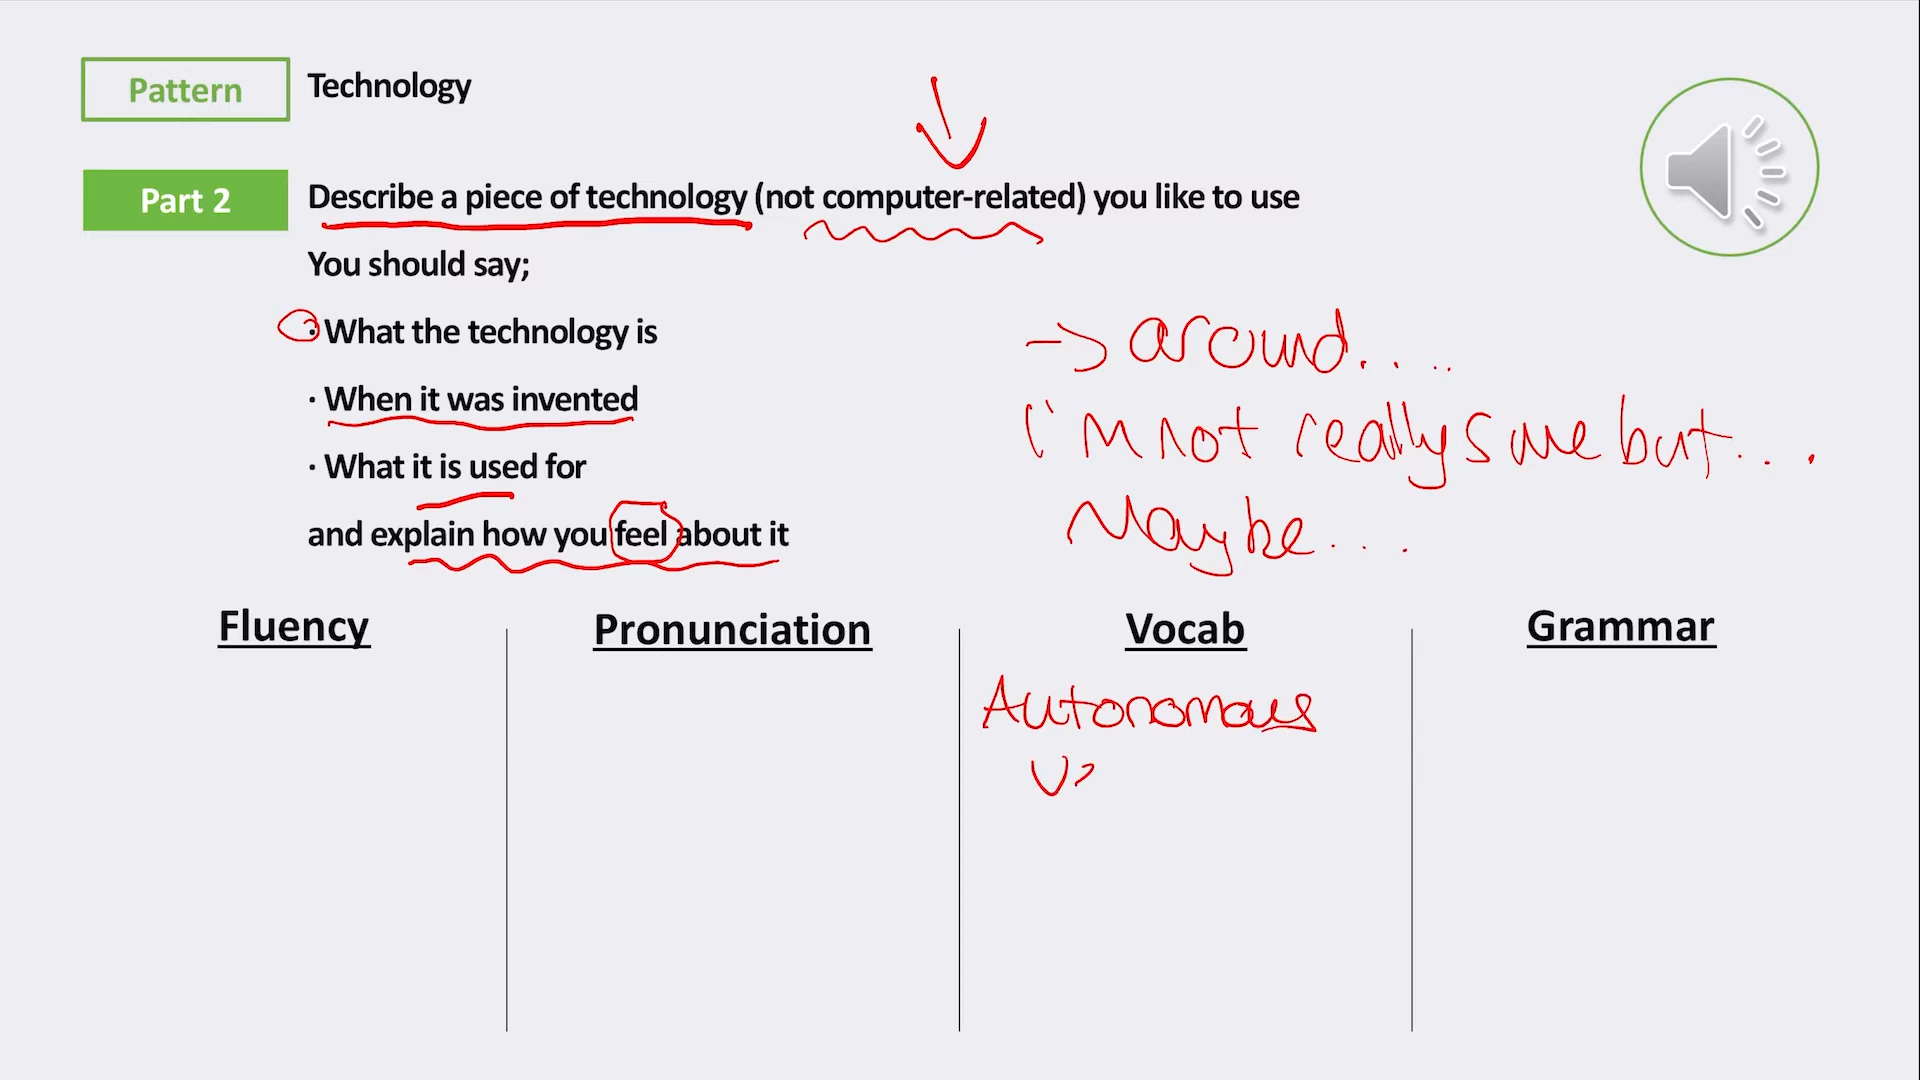 Pattern Technology
Part 2 Describe a piece of technology (not computer-related) you like to use
You should say;
· What the technology is
· When it was invented
· What it is used for
and explain how you feel about it
→ around....
I'm not really sure but...
Maybe...
Fluency Pronunciation Vocab Grammar
Autonomous